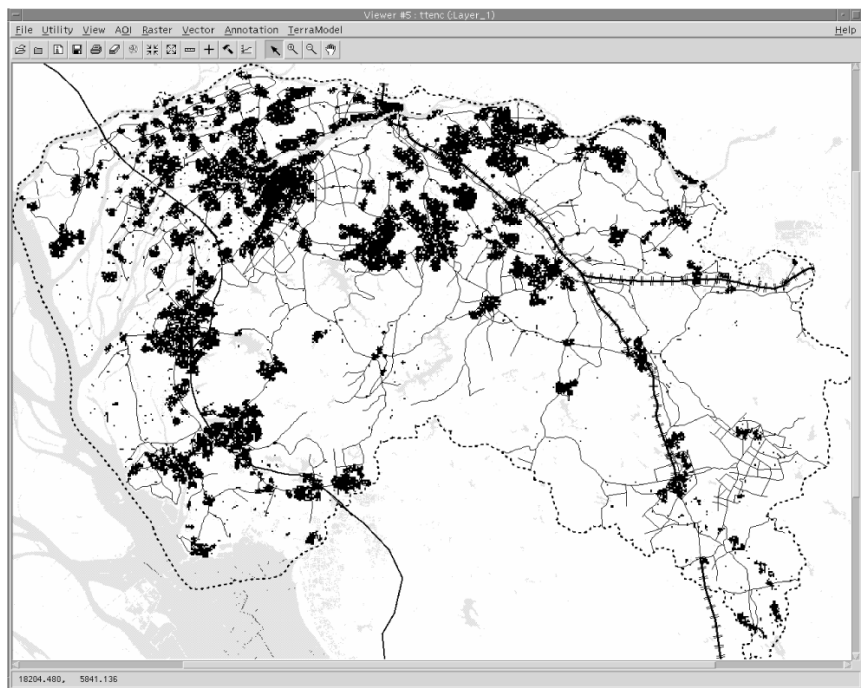 Viewer #5 : ttenc (:Layer_1)
File Utility View AOI Raster Vector Annotation TerraModel Help
18204.480, 5841.136